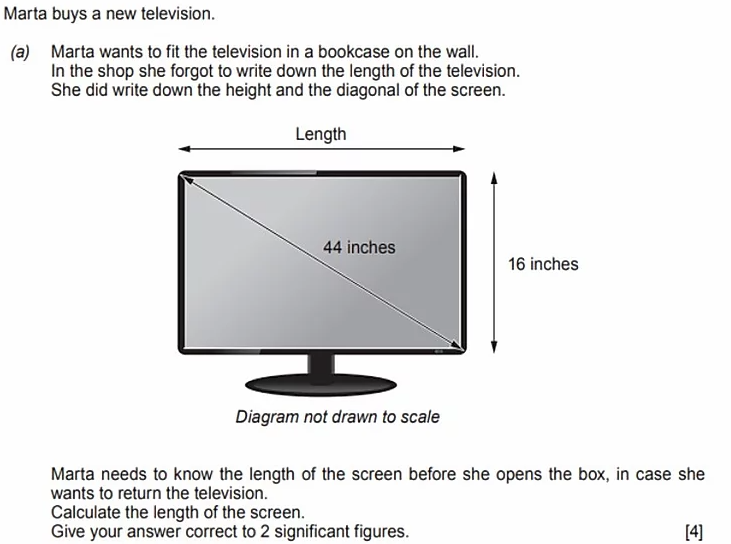 Marta buys a new television.
(a) Marta wants to fit the television in a bookcase on the wall.
In the shop she forgot to write down the length of the television.
She did write down the height and the diagonal of the screen.
Length
44 inches
16 inches
Diagram not drawn to scale
Marta needs to know the length of the screen before she opens the box, in case she
wants to return the television.
Calculate the length of the screen.
Give your answer correct to 2 significant figures. [4]